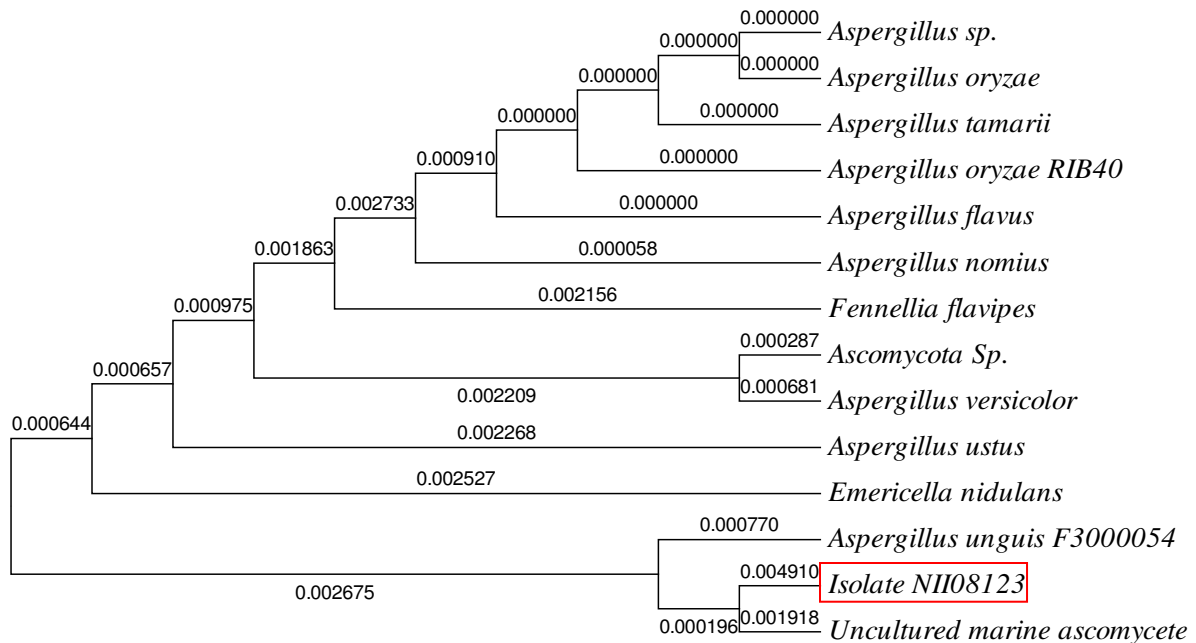 0.000000
Aspergillus sp.
0.000000
0.000000
Aspergillus oryzae
0.000000
0.000000
Aspergillus tamarii
0.000000
0.000000
Aspergillus oryzae RIB40
0.000910
0.000000
Aspergillus flavus
0.002733
0.000058
Aspergillus nomius
0.001863
0.002156
Fennellia flavipes
0.000975
0.000287
Ascomycota Sp.
0.000657
0.000681
0.002209
Aspergillus versicolor
0.000644
0.002268
Aspergillus ustus
0.002527
Emericella nidulans
0.000770
Aspergillus unguis F3000054
0.004910
Isolate NII08123
0.002675
0.001918
0.000196
Uncultured marine ascomycete